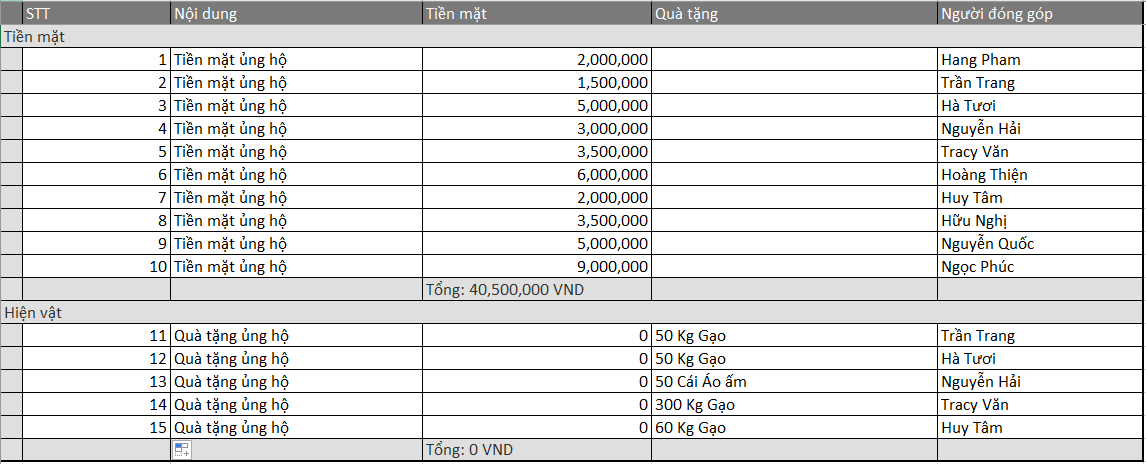 STT Nội dung Tiền mặt Quà tặng Người đóng góp
Tiền mặt
1 Tiền mặt ủng hộ 2,000,000 Hang Pham
2 Tiền mặt ủng hộ 1,500,000 Trần Trang
3 Tiền mặt ủng hộ 5,000,000 Hà Tươi
4 Tiền mặt ủng hộ 3,000,000 Nguyễn Hải
5 Tiền mặt ủng hộ 3,500,000 Tracy Văn
6 Tiền mặt ủng hộ 6,000,000 Hoàng Thiện
7 Tiền mặt ủng hộ 2,000,000 Huy Tâm
8 Tiền mặt ủng hộ 3,500,000 Hữu Nghị
9 Tiền mặt ủng hộ 5,000,000 Nguyễn Quốc
10 Tiền mặt ủng hộ 9,000,000 Ngọc Phúc
Tổng: 40,500,000 VND
Hiện vật
11 Quà tặng ủng hộ 0 50 Kg Gạo Trần Trang
12 Quà tặng ủng hộ 0 50 Kg Gạo Hà Tươi
13 Quà tặng ủng hộ 0 50 Cái Áo ấm Nguyễn Hải
14 Quà tặng ủng hộ 0 300 Kg Gạo Tracy Văn
15 Quà tặng ủng hộ 0 60 Kg Gạo Huy Tâm
Tổng: 0 VND